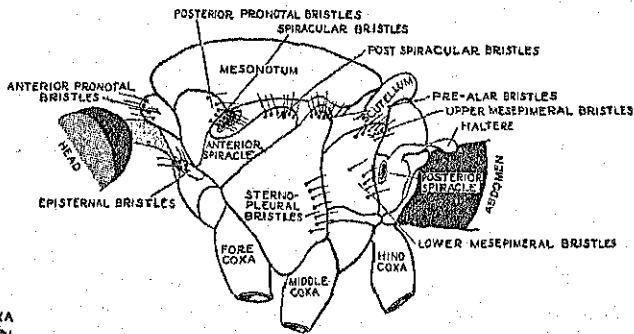 POSTERIOR PRONOTAL BRISTLES
SPIRACULAR BRISTLES
POST SPIRACULAR BRISTLES
MESONOTUM
ANTERIOR PRONOTAL
BRISTLES
SCUTELLUM
PRE-ALAR BRISTLES
UPPER MESEPIMERAL BRISTLES
HALTERE
ANTERIOR
SPIRACLE
HEAD
POSTERIOR
SPIRACLE
ABDOMEN
EPISTERNAL BRISTLES
STERNO-
PLEURAL
BRISTLES
LOWER MESEPIMERAL BRISTLES
FORE
COXA
MIDDLE
COXA
HIND
COXA
XA